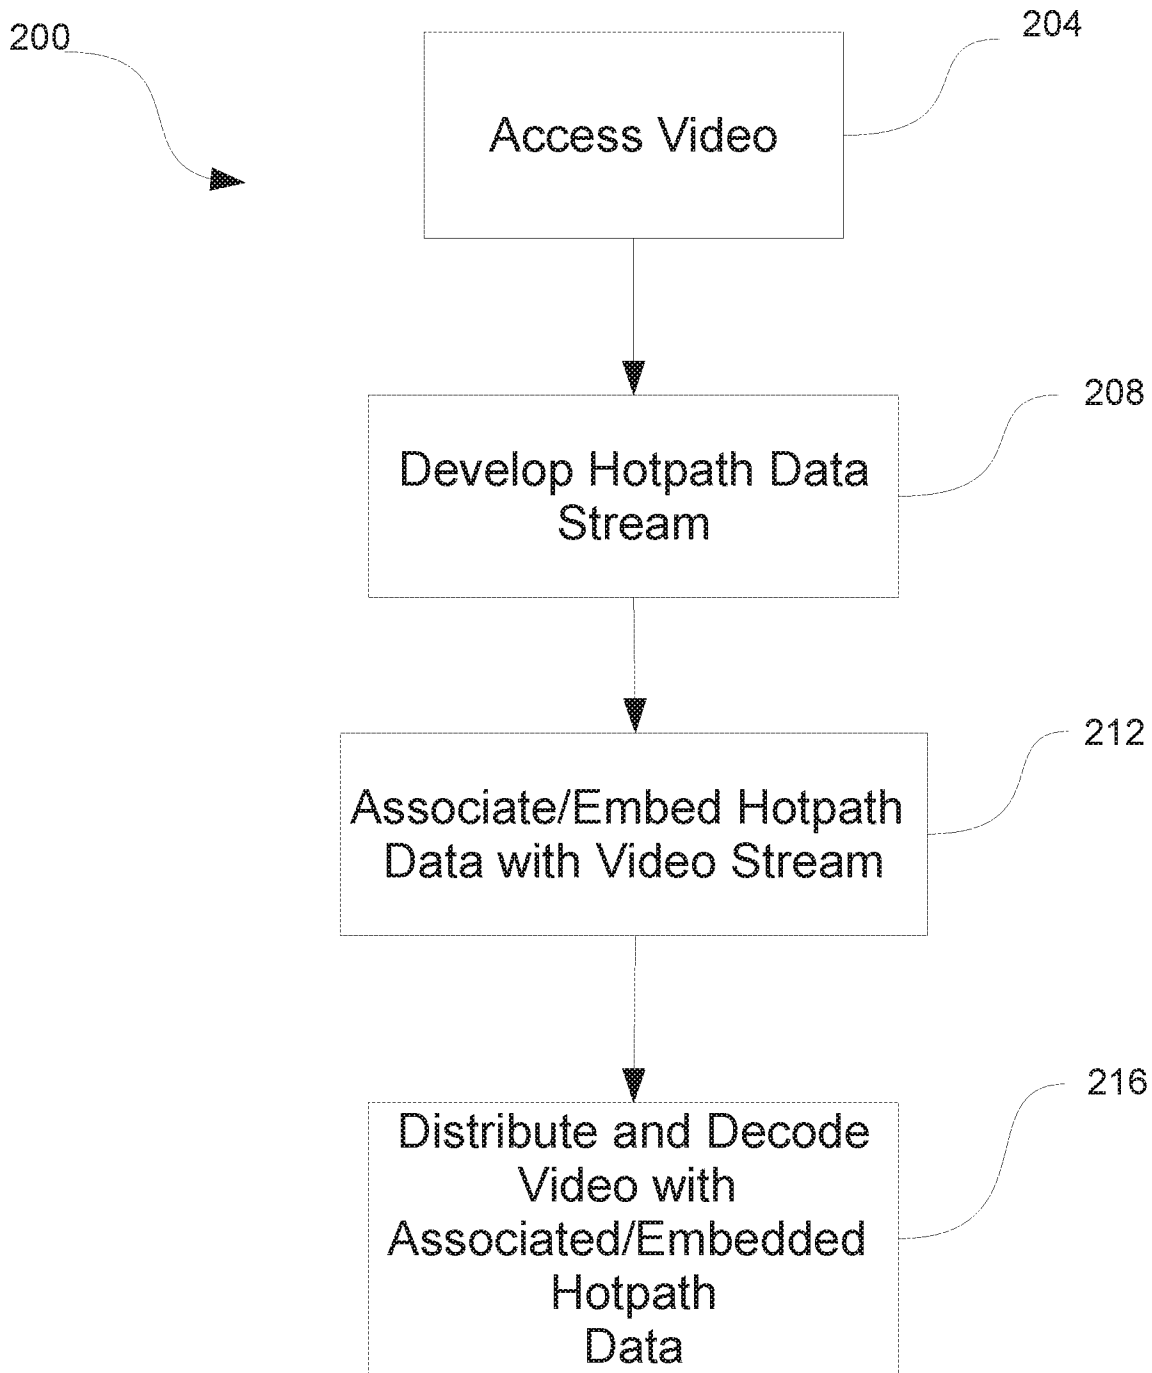 200
204
Access Video
208
Develop Hotpath Data
Stream
212
Associate/Embed Hotpath
Data with Video Stream
216
Distribute and Decode
Video with
Associated/Embedded
Hotpath
Data